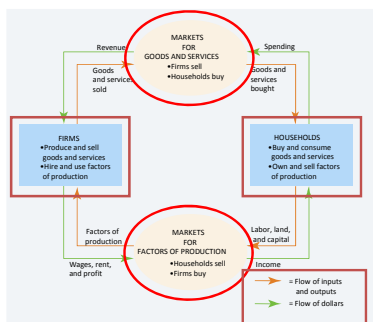 MARKETS
FOR
GOODS AND SERVICES
•Firms sell
•Households buy
Revenue
Spending
Goods
and services
sold
Goods and
services
bought
FIRMS
•Produce and sell
goods and services
•Hire and use factors
of production
HOUSEHOLDS
•Buy and consume
goods and services
•Own and sell factors
of production
Factors of
production
Labor, land,
and capital
MARKETS
FOR
FACTORS OF PRODUCTION
•Households sell
•Firms buy
Wages, rent,
and profit
Income
= Flow of inputs
and outputs
= Flow of dollars